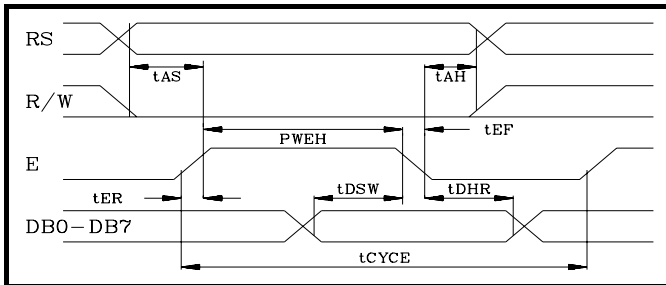 RS
tAS
tAH
R/W
PWEH
tEF
E
tER
tDSW
tDHR
DB0-DB7
tCYCE